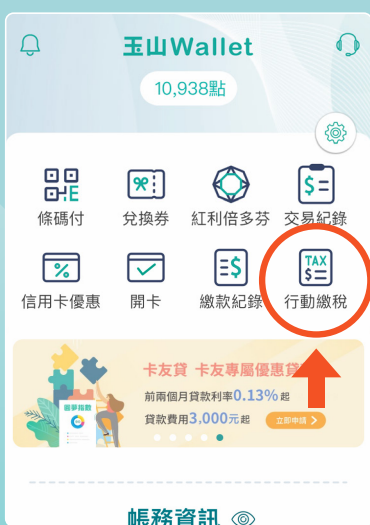 玉山Wallet
10,938點
條碼付 兌換券 紅利倍多芬 交易紀錄
TAX
信用卡優惠 開卡 繳款紀錄 行動繳稅
卡友貸 卡友專屬優惠貸
前兩個月貸款利率0.13%起
貸款費用3,000元起 立即申請
帳務資訊